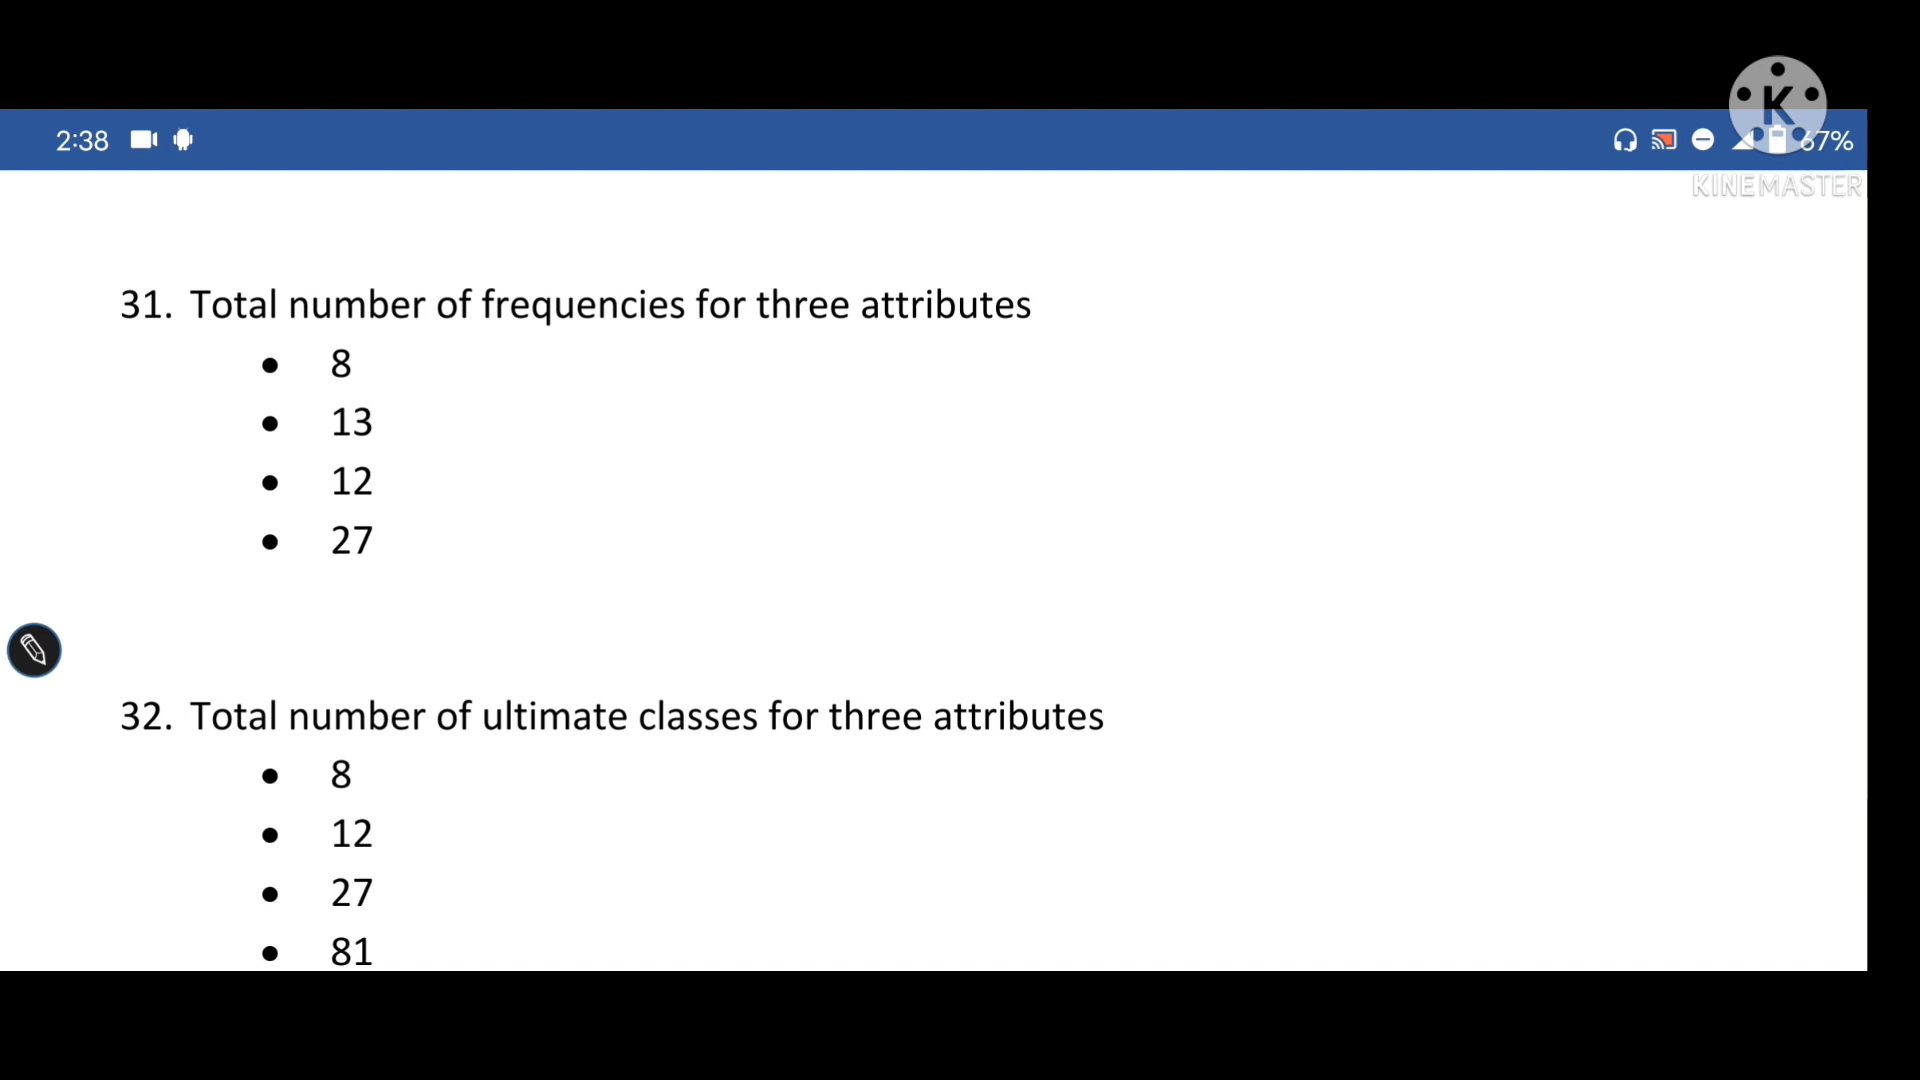 2:38
67%
K
KINEMASTER
31. Total number of frequencies for three attributes
• 8
• 13
• 12
• 27
32. Total number of ultimate classes for three attributes
• 8
• 12
• 27
• 81